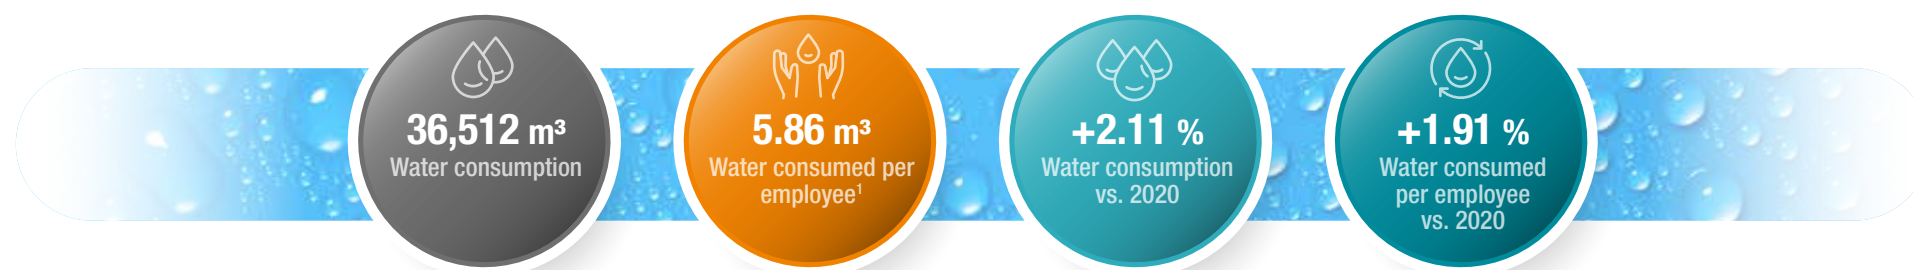 36,512 m³
Water consumption
5.86 m³
Water consumed per
employee¹
+2.11 %
Water consumption
vs. 2020
+1.91 %
Water consumed
per employee
vs. 2020